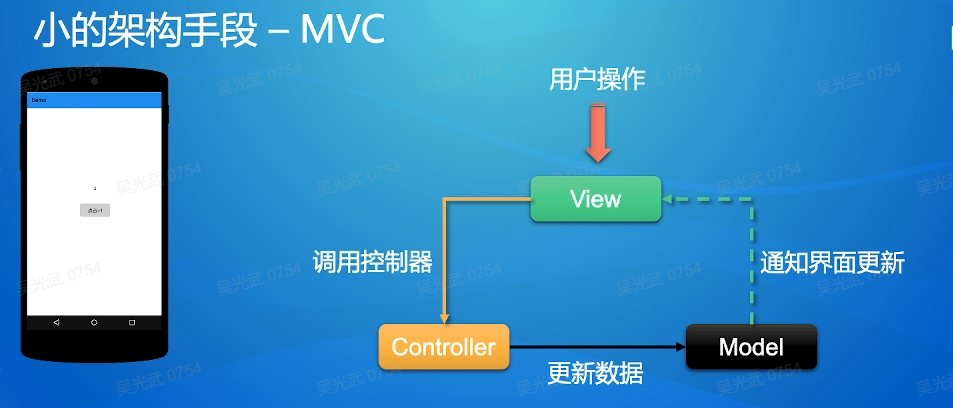 小的架构手段 – MVC
用户操作
Demo
View
调用控制器
通知界面更新
点击+1
Controller
Model
更新数据
吴光武 0754